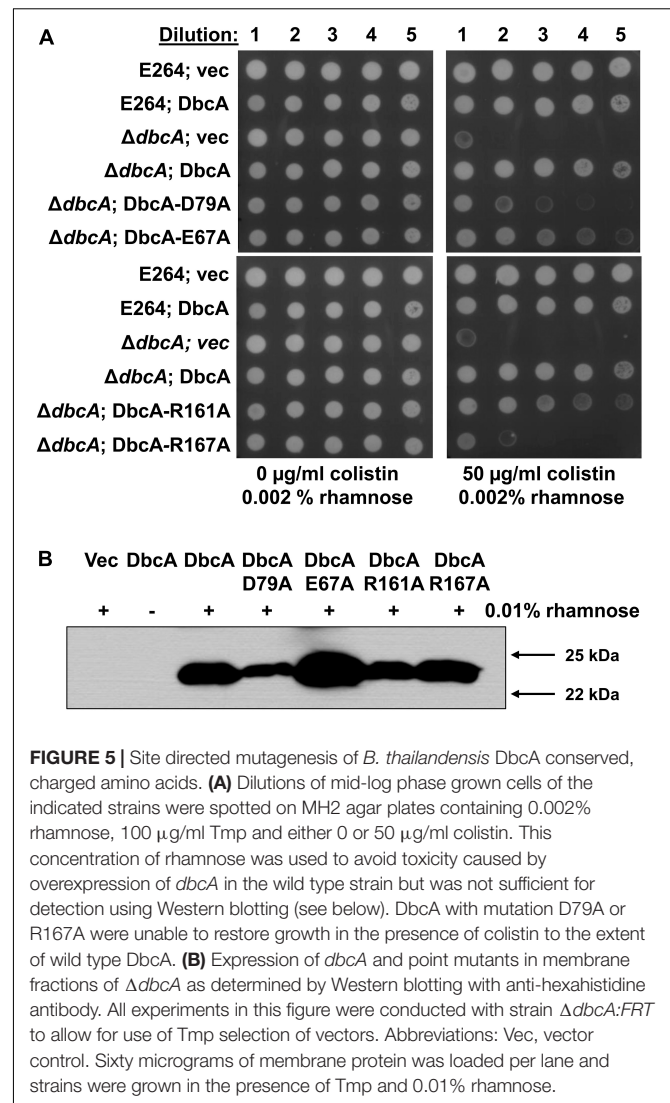 A
Dilution: 1 2 3 4 5 1 2 3 4 5
E264; vec
E264; DbcA
ΔdbcA; vec
ΔdbcA; DbcA
ΔdbcA; DbcA-D79A
ΔdbcA; DbcA-E67A
E264; vec
E264; DbcA
ΔdbcA; vec
ΔdbcA; DbcA
ΔdbcA; DbcA-R161A
ΔdbcA; DbcA-R167A
0 µg/ml colistin 50 µg/ml colistin
0.002 % rhamnose 0.002% rhamnose
B
Vec DbcA DbcA DbcA DbcA DbcA DbcA
D79A E67A R161A R167A
+ - + + + + + 0.01% rhamnose
25 kDa
22 kDa
FIGURE 5 | Site directed mutagenesis of B. thailandensis DbcA conserved,
charged amino acids. (A) Dilutions of mid-log phase grown cells of the
indicated strains were spotted on MH2 agar plates containing 0.002%
rhamnose, 100 µg/ml Tmp and either 0 or 50 µg/ml colistin. This
concentration of rhamnose was used to avoid toxicity caused by
overexpression of dbcA in the wild type strain but was not sufficient for
detection using Western blotting (see below). DbcA with mutation D79A or
R167A were unable to restore growth in the presence of colistin to the extent
of wild type DbcA. (B) Expression of dbcA and point mutants in membrane
fractions of ΔdbcA as determined by Western blotting with anti-hexahistidine
antibody. All experiments in this figure were conducted with strain ΔdbcA:FRT
to allow for use of Tmp selection of vectors. Abbreviations: Vec, vector
control. Sixty micrograms of membrane protein was loaded per lane and
strains were grown in the presence of Tmp and 0.01% rhamnose.